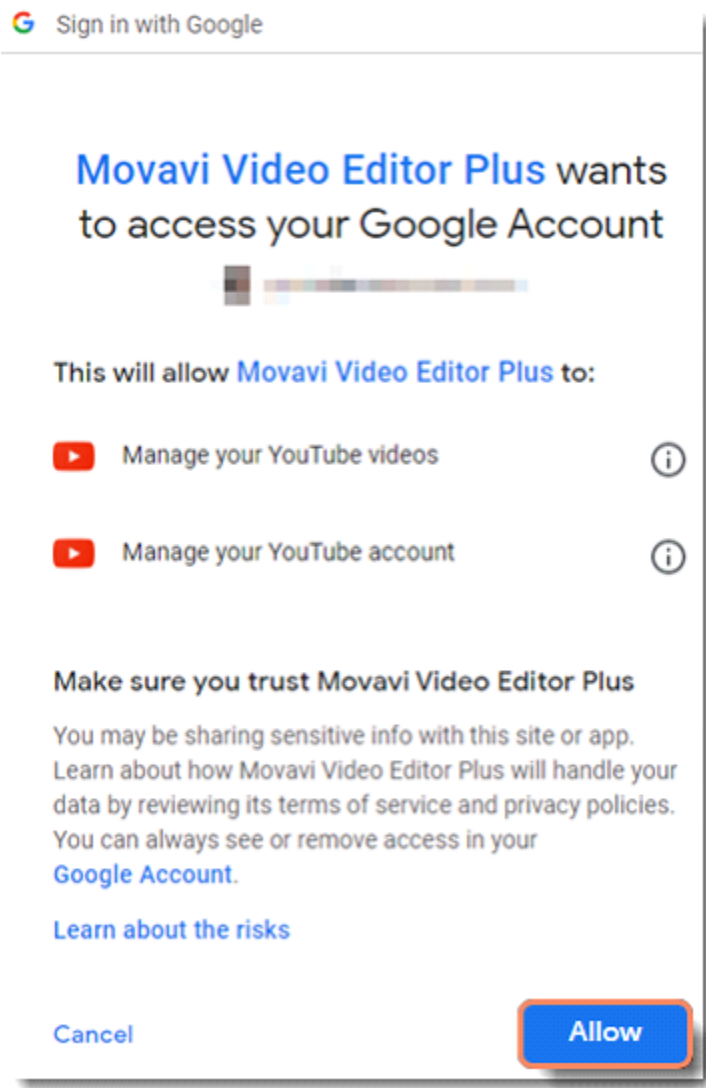 Sign in with Google
Movavi Video Editor Plus wants
to access your Google Account
This will allow Movavi Video Editor Plus to:
Manage your YouTube videos
Manage your YouTube account
Make sure you trust Movavi Video Editor Plus
You may be sharing sensitive info with this site or app.
Learn about how Movavi Video Editor Plus will handle your
data by reviewing its terms of service and privacy policies.
You can always see or remove access in your
Google Account.
Learn about the risks
Cancel
Allow